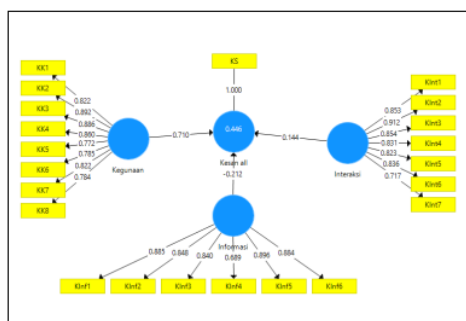 KS
1.000
KK1
KK2
KK3
KK4
KK5
KK6
KK7
KK8
0.822
0.892
0.886
0.860
0.772
0.785
0.822
0.784
Kegunaan
0.710
0.446
Kesan all
0.144
-0.212
KInt1
KInt2
KInt3
KInt4
KInt5
KInt6
KInt7
0.853
0.912
0.854
0.831
0.823
0.836
0.717
Interaksi
Informasi
0.885
0.848
0.840
0.689
0.896
0.884
KInf1
KInf2
KInf3
KInf4
KInf5
KInf6